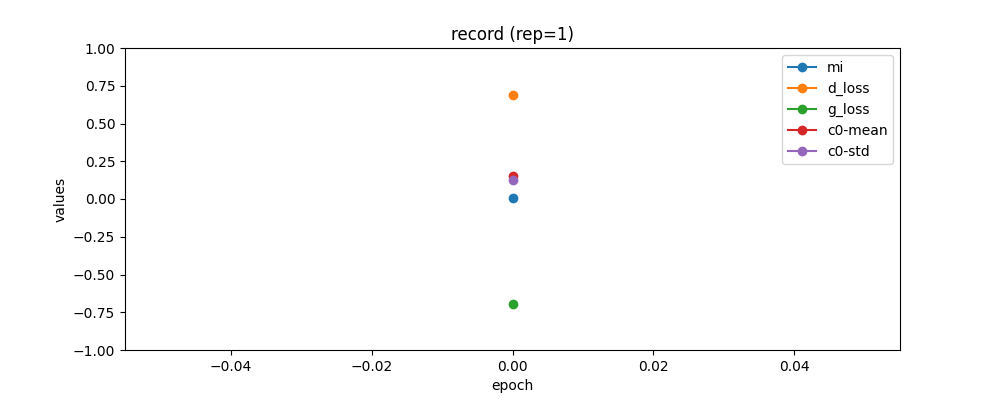 record (rep=1)
1.00
0.75
0.50
0.25
0.00
−0.25
−0.50
−0.75
−1.00
values
mi
d_loss
g_loss
c0-mean
c0-std
−0.04
−0.02
0.00
0.02
0.04
epoch